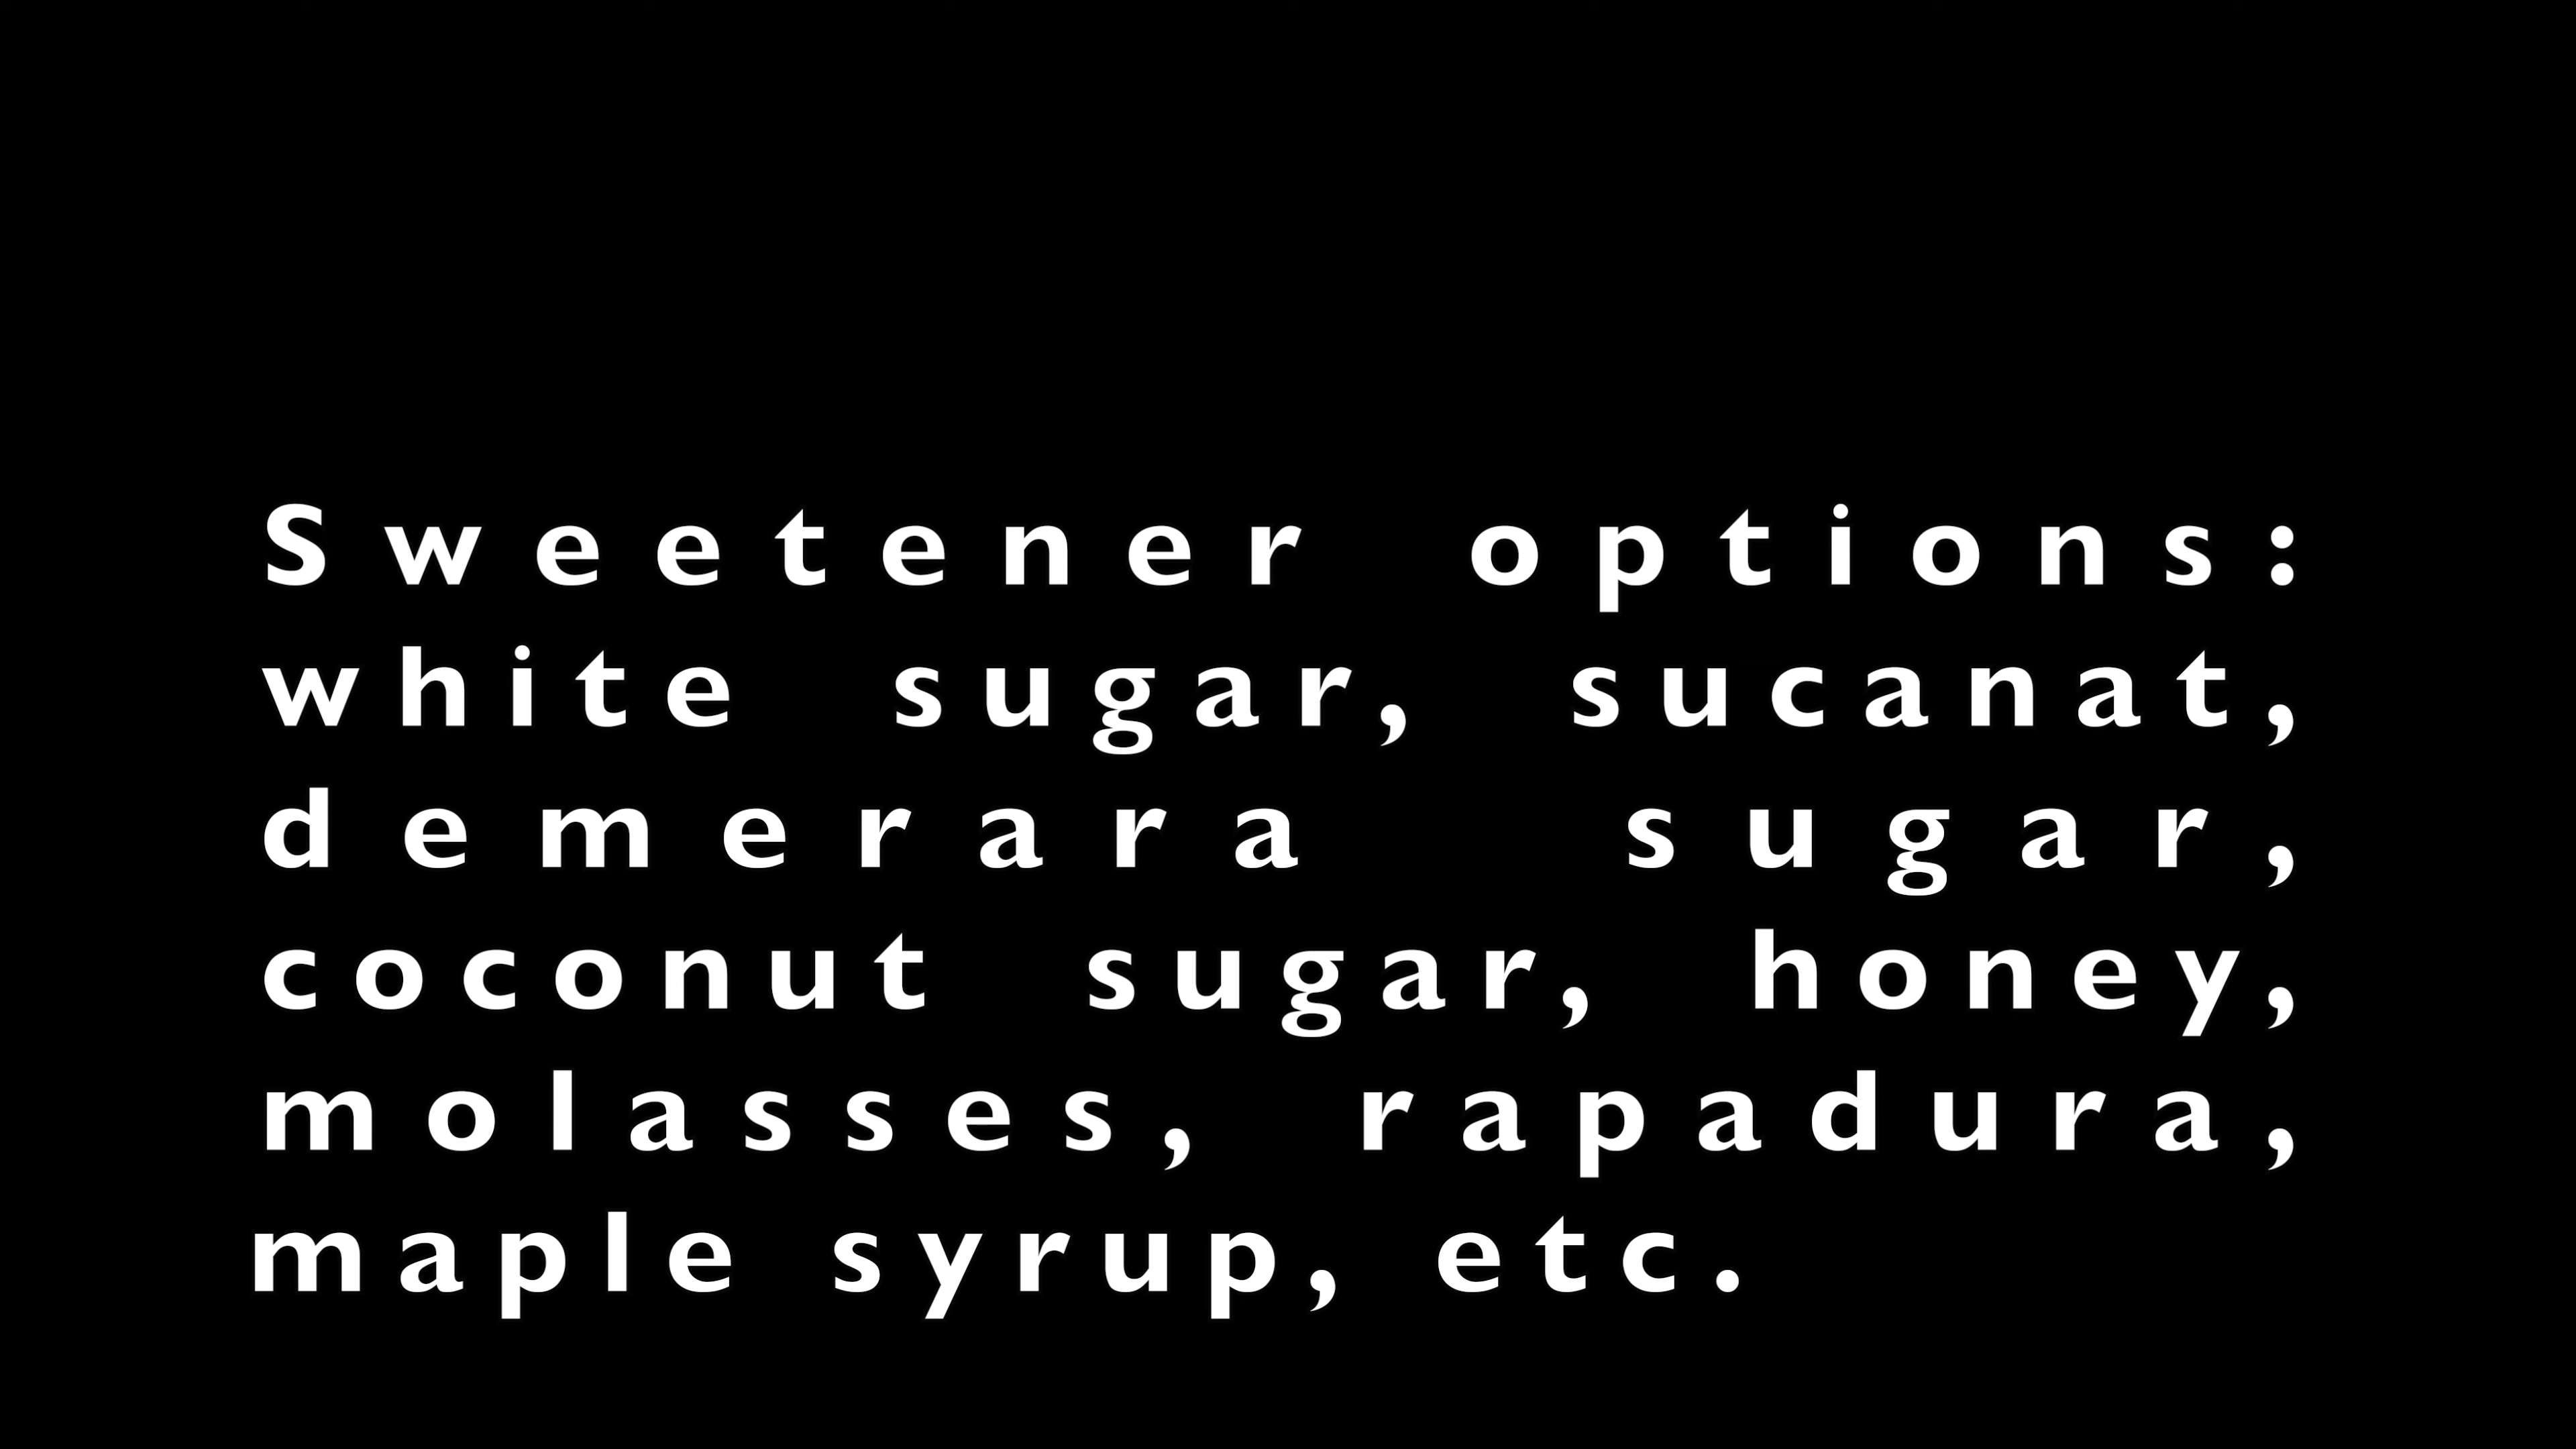 Sweetener options:
white sugar, sucanat,
demerara sugar,
coconut sugar, honey,
molasses, rapadura,
maple syrup, etc.